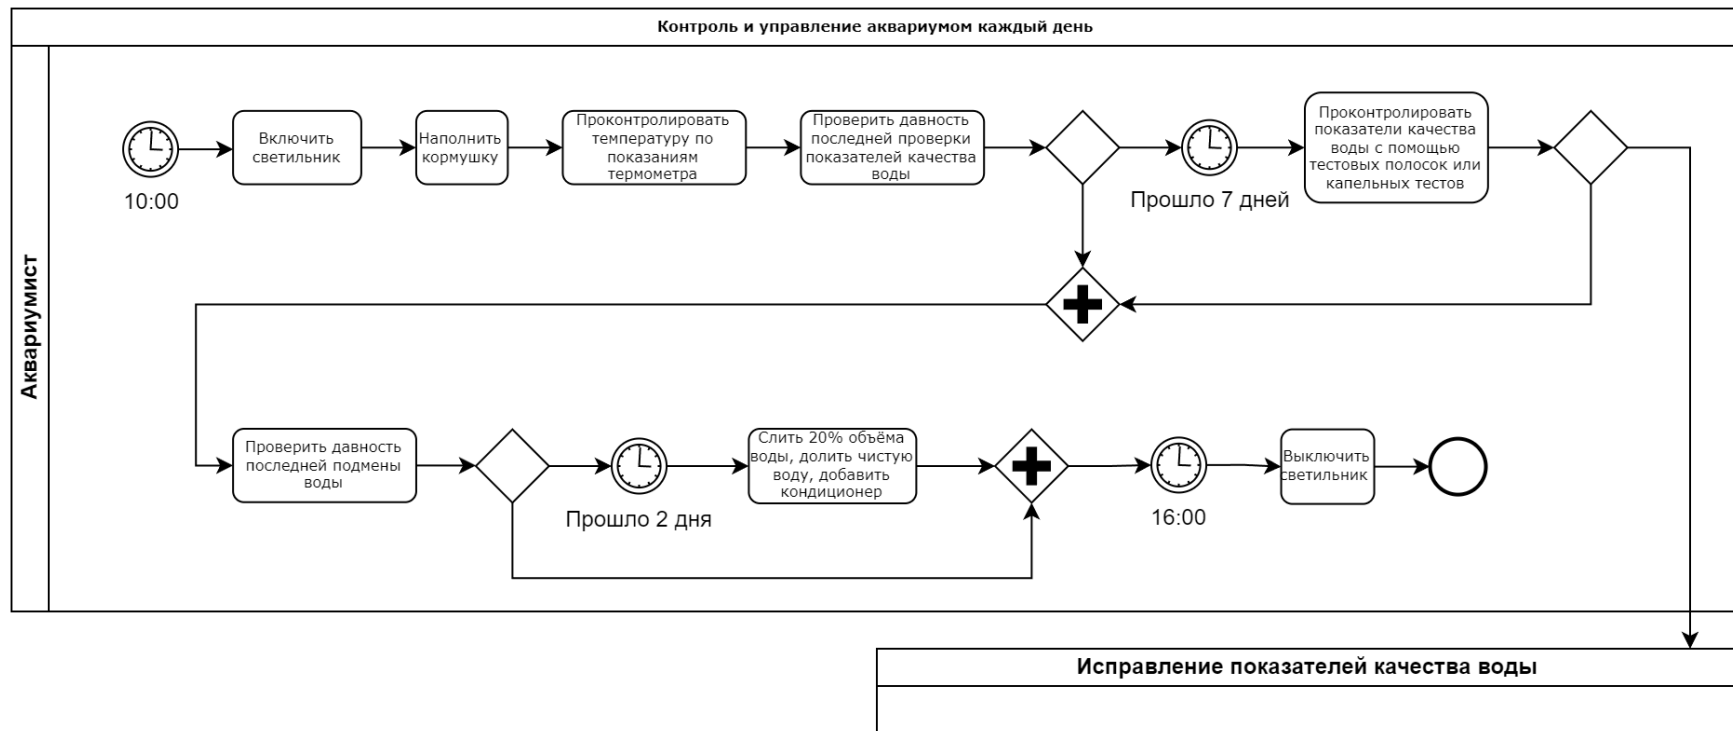 Контроль и управление аквариумом каждый день
Аквариумист
Включить
светильник
Наполнить
кормушку
Проконтролировать
температуру по
показаниям
термометра
Проверить давность
последней проверки
показателей качества
воды
Проконтролировать
показатели качества
воды с помощью
тестовых полосок или
капельных тестов
10:00
Прошло 7 дней
Проверить давность
последней подмены
воды
Слить 20% объёма
воды, долить чистую
воду, добавить
кондиционер
Выключить
светильник
Прошло 2 дня
16:00
Исправление показателей качества воды